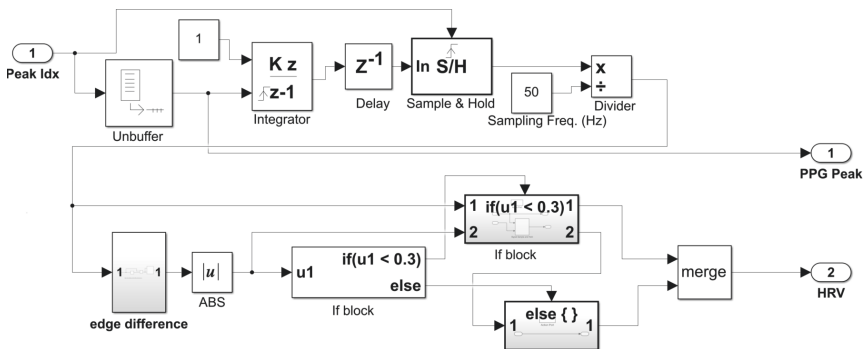 1
Peak Idx
Unbuffer
1
K z
z-1
Integrator
Z-1
Delay
In S/H
Sample & Hold
50
Sampling Freq. (Hz)
x
÷
Divider
1
PPG Peak
1 1
edge difference
|u|
ABS
u1
if(u1 < 0.3)
else
If block
1
2
if(u1 < 0.3)
1
2
If block
else { }
1 1
merge
2
HRV